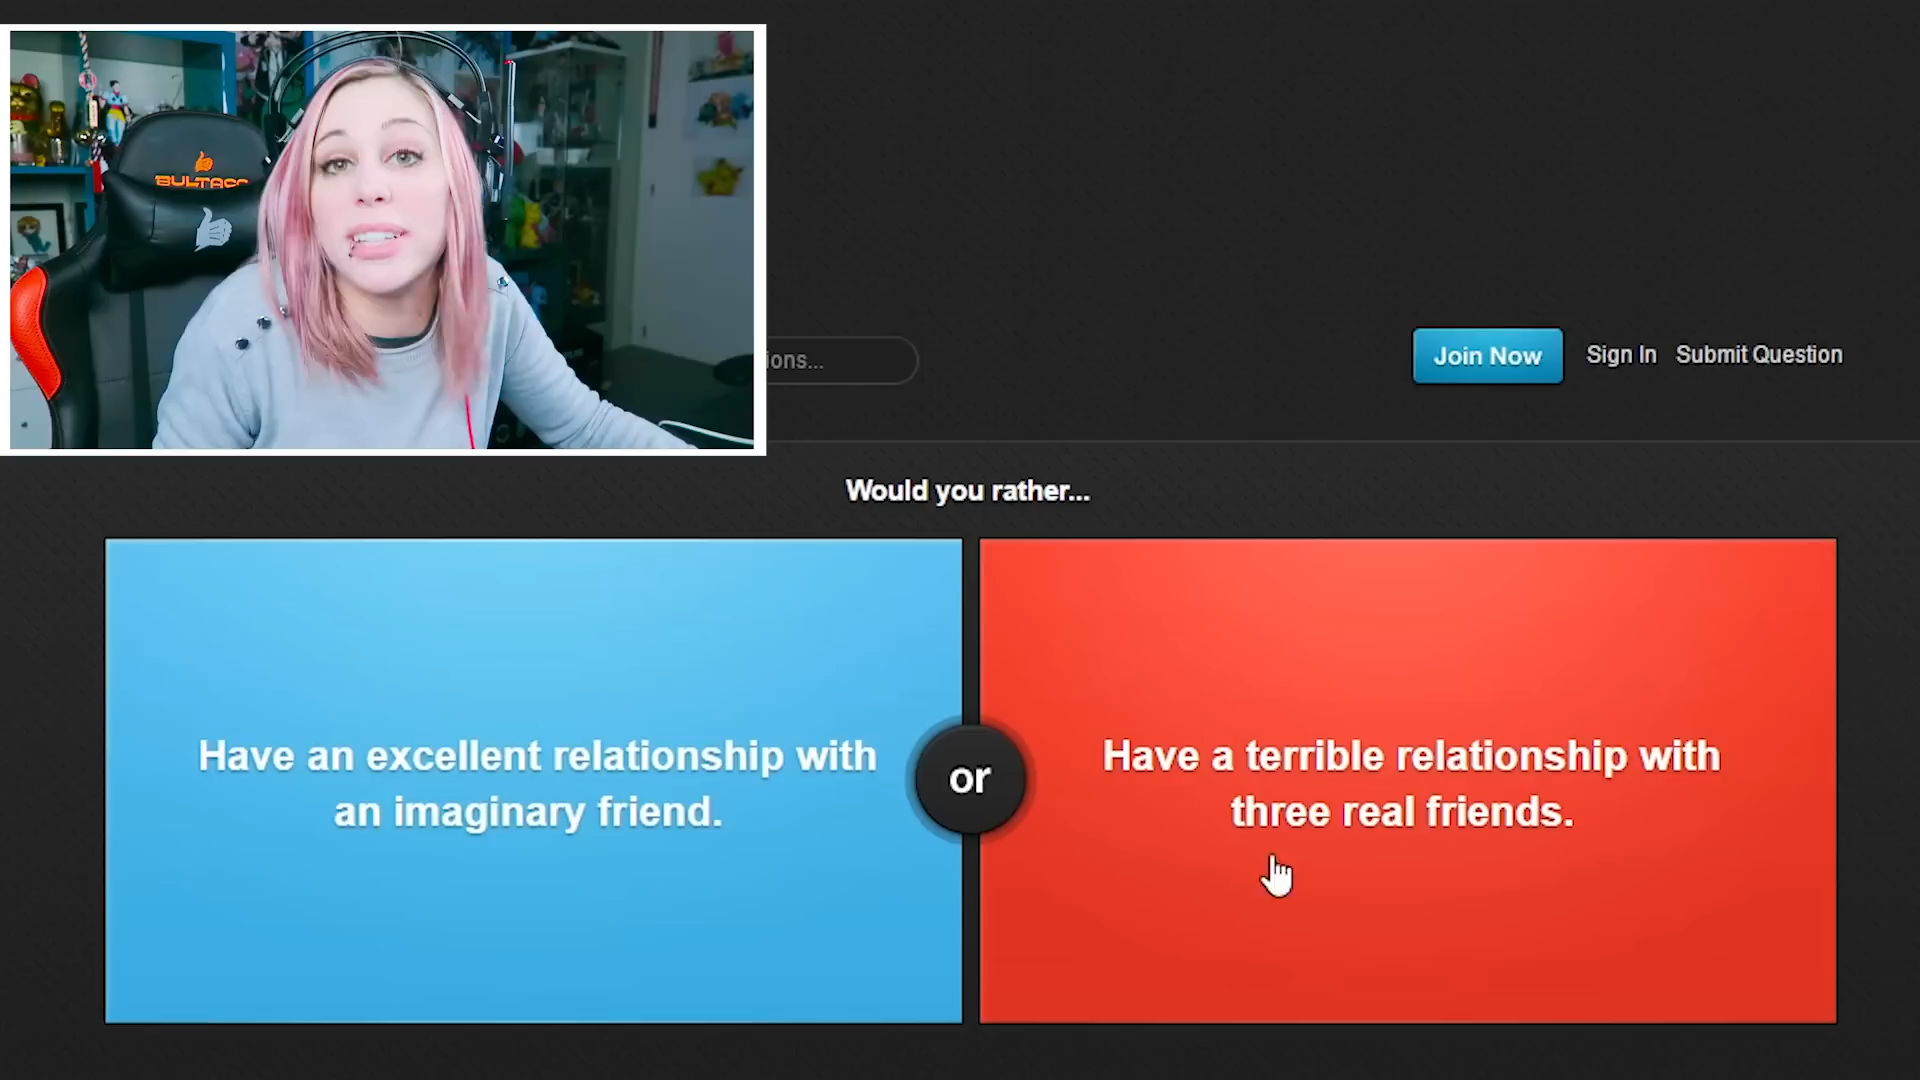 BULTACO
ions...
Join Now
Sign In
Submit Question
Would you rather...
Have an excellent relationship with
an imaginary friend.
or
Have a terrible relationship with
three real friends.